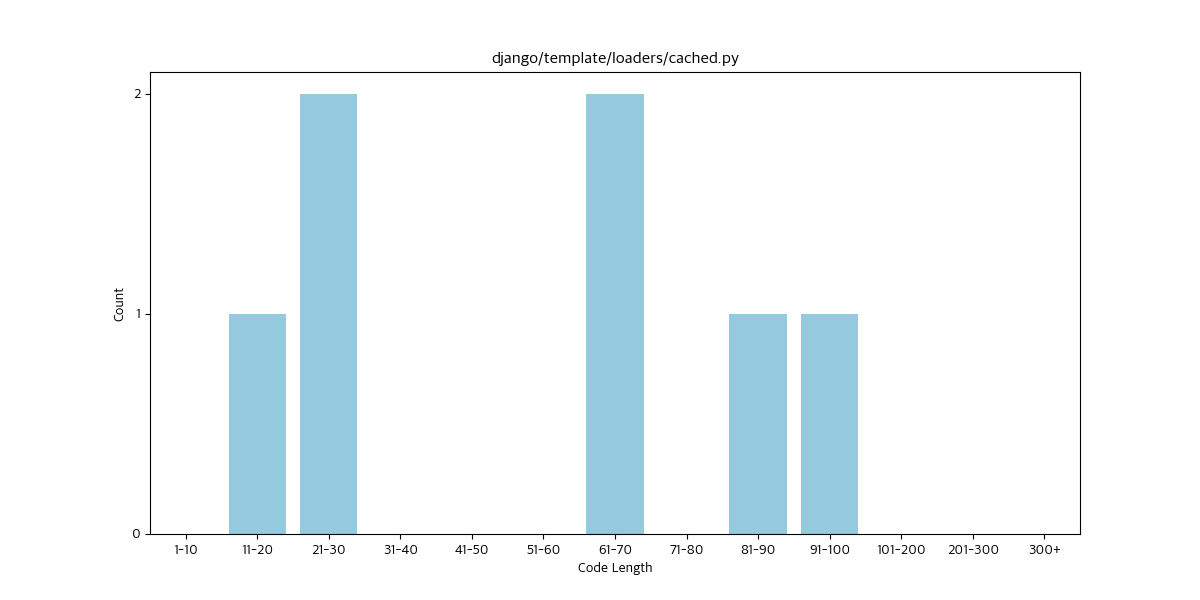 django/template/loaders/cached.py
Count
2
1
0
1-10 11-20 21-30 31-40 41-50 51-60 61-70 71-80 81-90 91-100 101-200 201-300 300+
Code Length